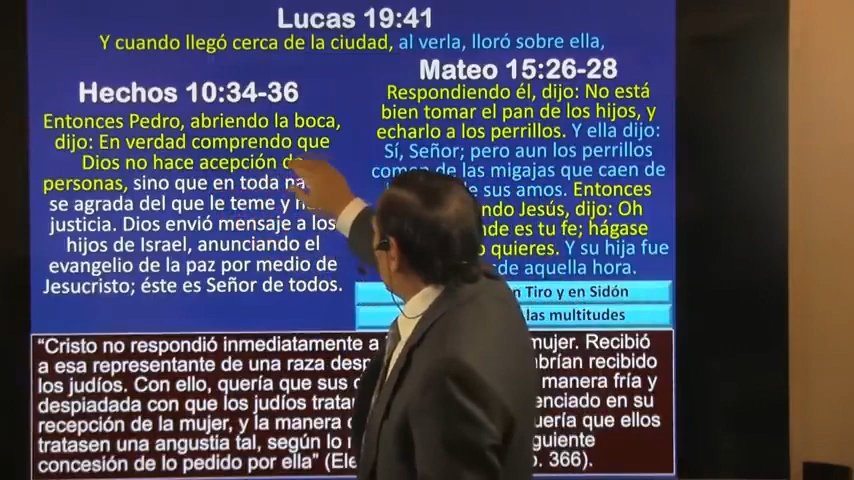 Lucas 19:41
Y cuando llegó cerca de la ciudad, al verla, lloró sobre ella,
Hechos 10:34-36
Entonces Pedro, abriendo la boca,
dijo: En verdad comprendo que
Dios no hace acepción
personas, sino que en toda
se agrada del que le teme y
justicia. Dios envió mensaje a los
hijos de Israel, anunciando el
evangelio de la paz por medio de
Jesucristo; éste es Señor de todos.
Mateo 15:26-28
Respondiendo él, dijo: No está
bien tomar el pan de los hijos, y
echarlo a los perrillos. Y ella dijo:
Sí, Señor; pero aun los perrillos
de las migajas que caen de
de sus amos. Entonces
Jesús, dijo: Oh
es tu fe; hágase
quieres. Y su hija fue
aquella hora.
Tiro y en Sidón
las multitudes
"Cristo no respondió inmediatamente a mujer. Recibió
a esa representante de una raza recibido
los judíos. Con ello, quería que sus manera fría y
despiadada con que los judíos en su
recepción de la mujer, y la manera que ellos
tratasen una angustia tal, según lo
concesión de lo pedido por ella" 366).